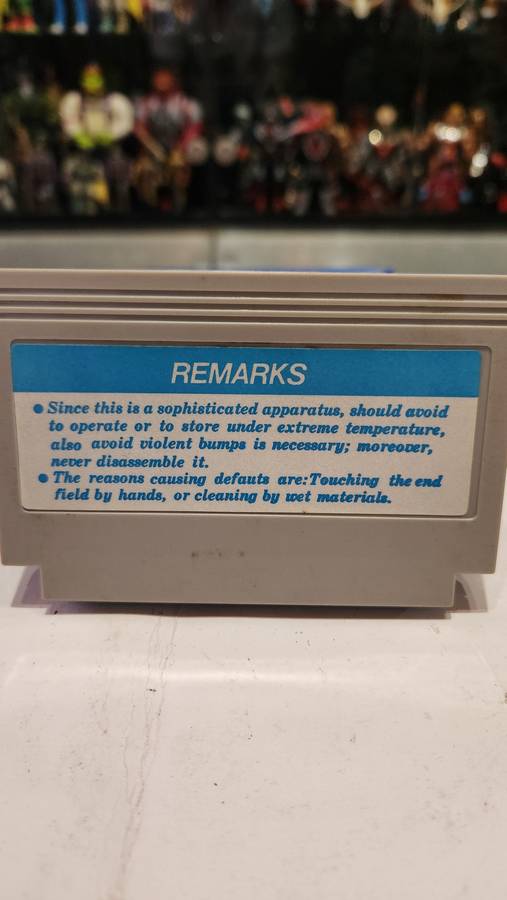 REMARKS
● Since this is a sophisticated apparatus, should avoid
to operate or to store under extreme temperature,
also avoid violent bumps is necessary; moreover,
never disassemble it.
● The reasons causing defauts are:Touching the end
field by hands, or cleaning by wet materials.